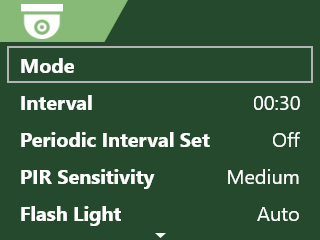 Mode
Interval 00:30
Periodic Interval Set Off
PIR Sensitivity Medium
Flash Light Auto